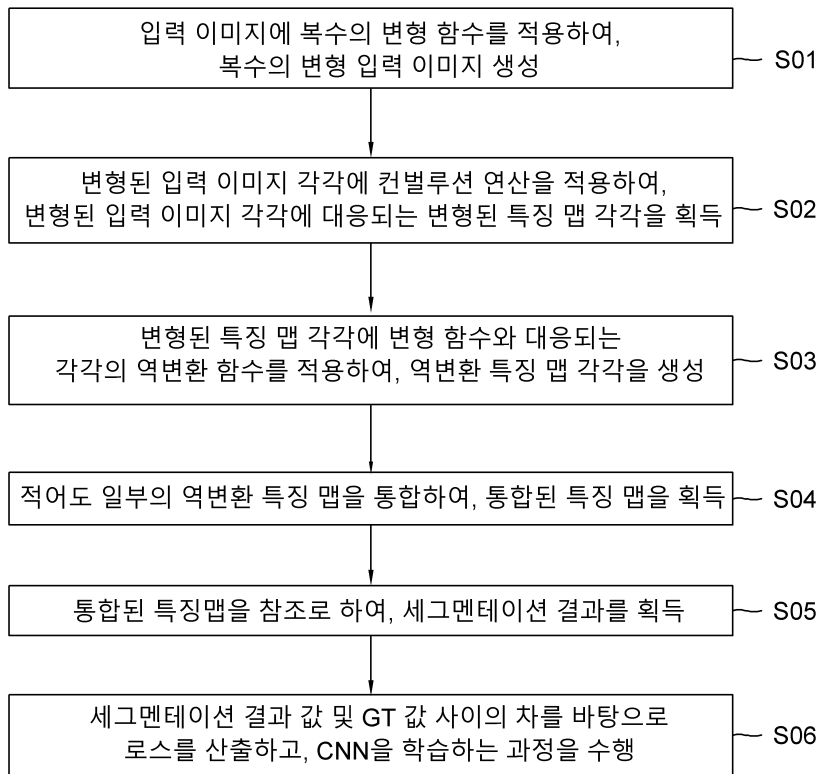 입력 이미지에 복수의 변형 함수를 적용하여,
복수의 변형 입력 이미지 생성
S01
변형된 입력 이미지 각각에 컨벌루션 연산을 적용하여,
변형된 입력 이미지 각각에 대응되는 변형된 특징 맵 각각을 획득
S02
변형된 특징 맵 각각에 변형 함수와 대응되는
각각의 역변환 함수를 적용하여, 역변환 특징 맵 각각을 생성
S03
적어도 일부의 역변환 특징 맵을 통합하여, 통합된 특징 맵을 획득
S04
통합된 특징맵을 참조로 하여, 세그멘테이션 결과를 획득
S05
세그멘테이션 결과 값 및 GT 값 사이의 차를 바탕으로
로스를 산출하고, CNN을 학습하는 과정을 수행
S06